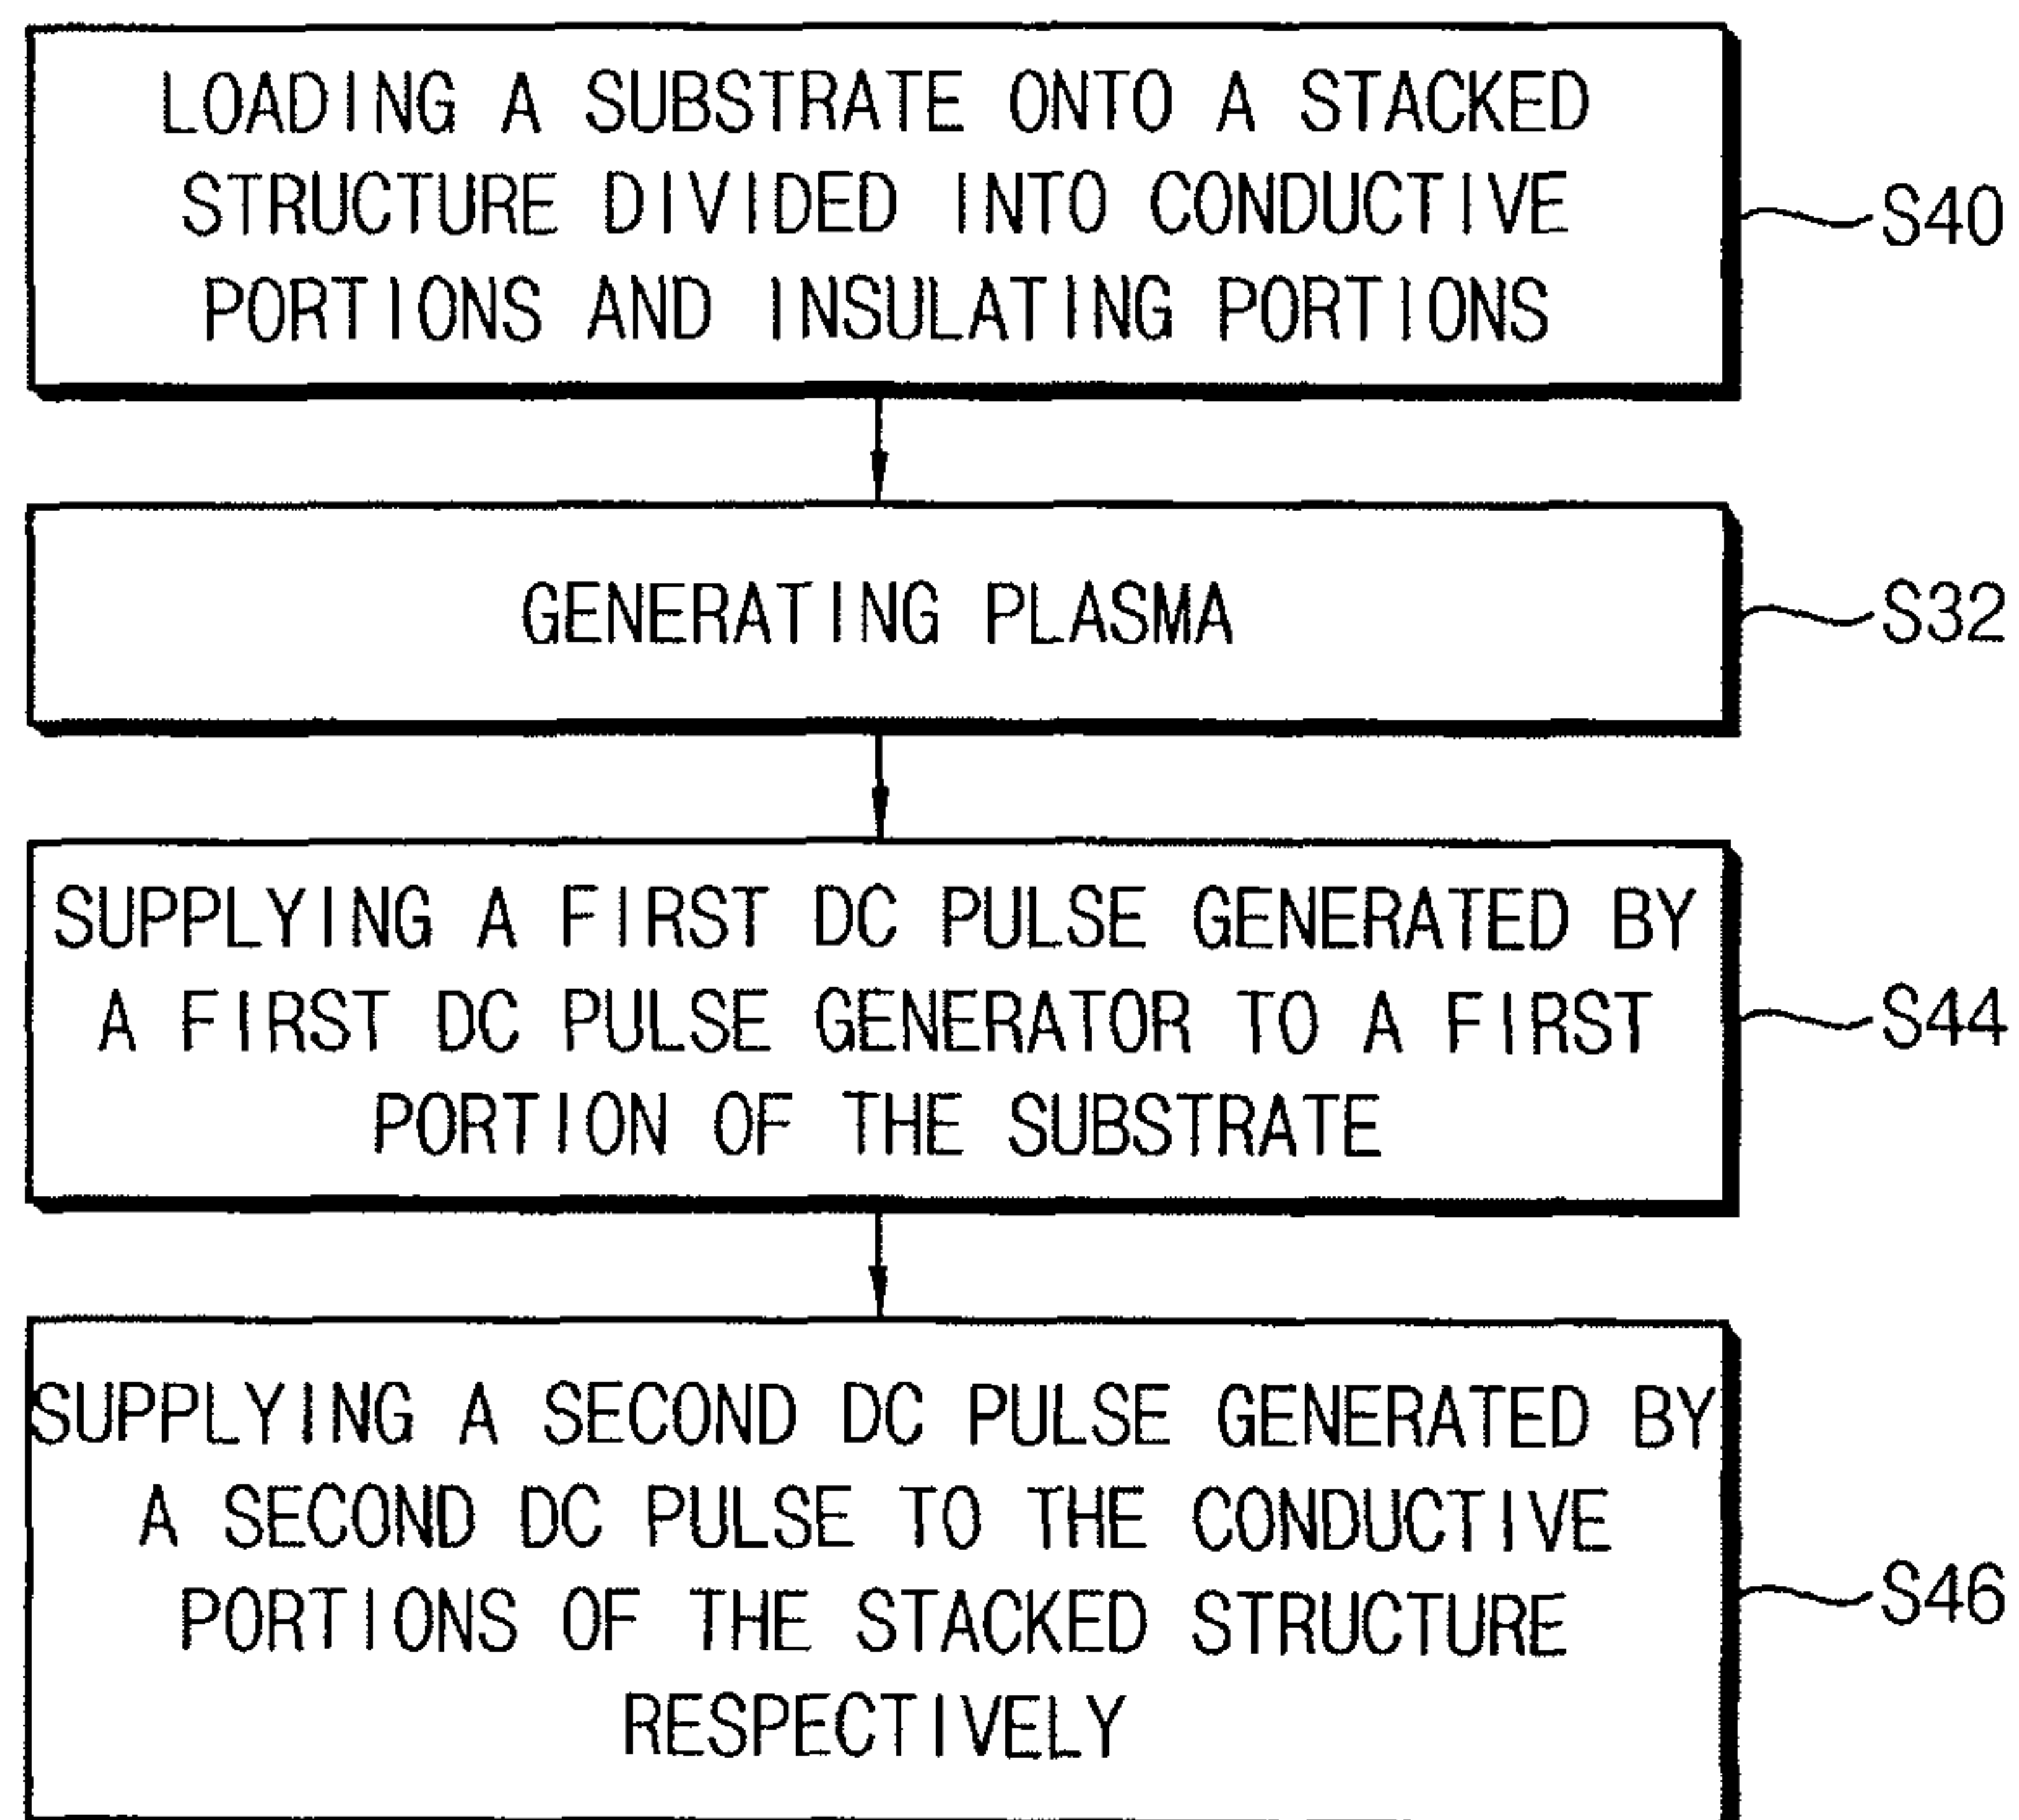 LOADING A SUBSTRATE ONTO A STACKED
STRUCTURE DIVIDED INTO CONDUCTIVE
PORTIONS AND INSULATING PORTIONS
S40
GENERATING PLASMA
S32
SUPPLYING A FIRST DC PULSE GENERATED BY
A FIRST DC PULSE GENERATOR TO A FIRST
PORTION OF THE SUBSTRATE
S44
SUPPLYING A SECOND DC PULSE GENERATED BY
A SECOND DC PULSE TO THE CONDUCTIVE
PORTIONS OF THE STACKED STRUCTURE
RESPECTIVELY
S46